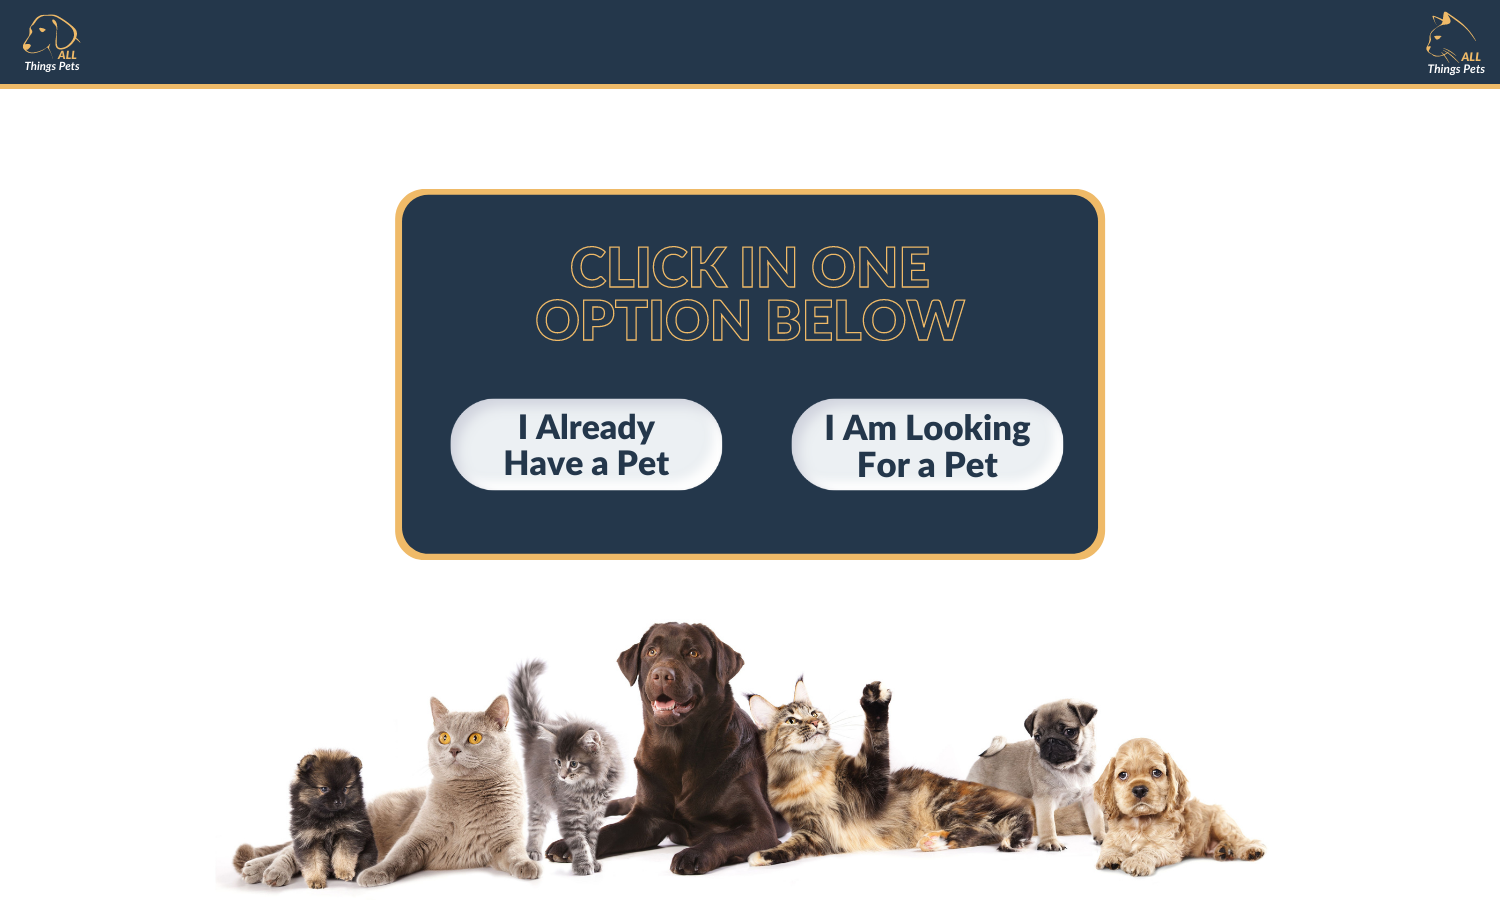 ALL
Things Pets
ALL
Things Pets
CLICK IN ONE
OPTION BELOW
I Already
Have a Pet
I Am Looking
For a Pet